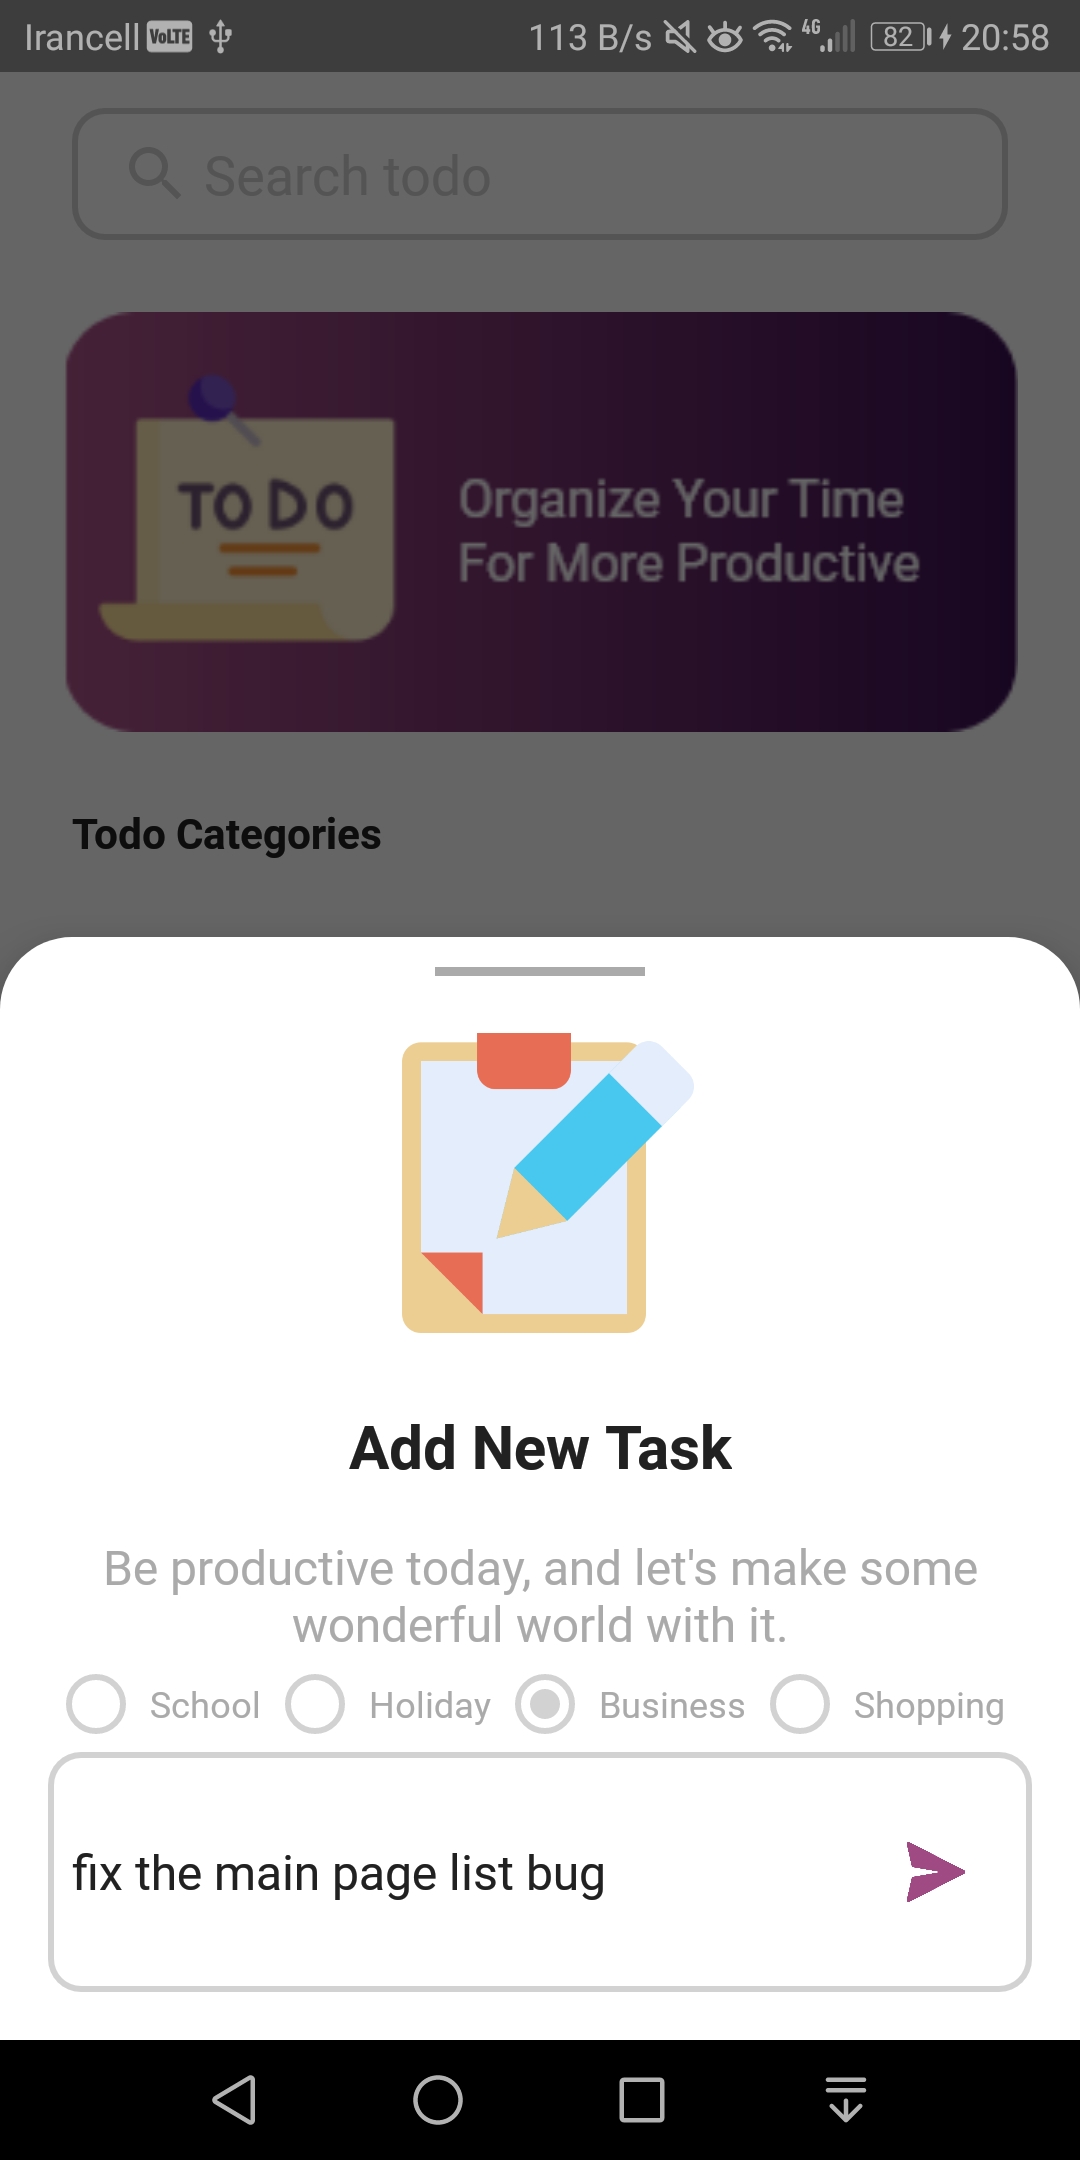 Irancell VoLTE 113 B/s 4G 82 20:58
Search todo
TO DO
Organize Your Time
For More Productive
Todo Categories
Add New Task
Be productive today, and let's make some
wonderful world with it.
School Holiday Business Shopping
fix the main page list bug